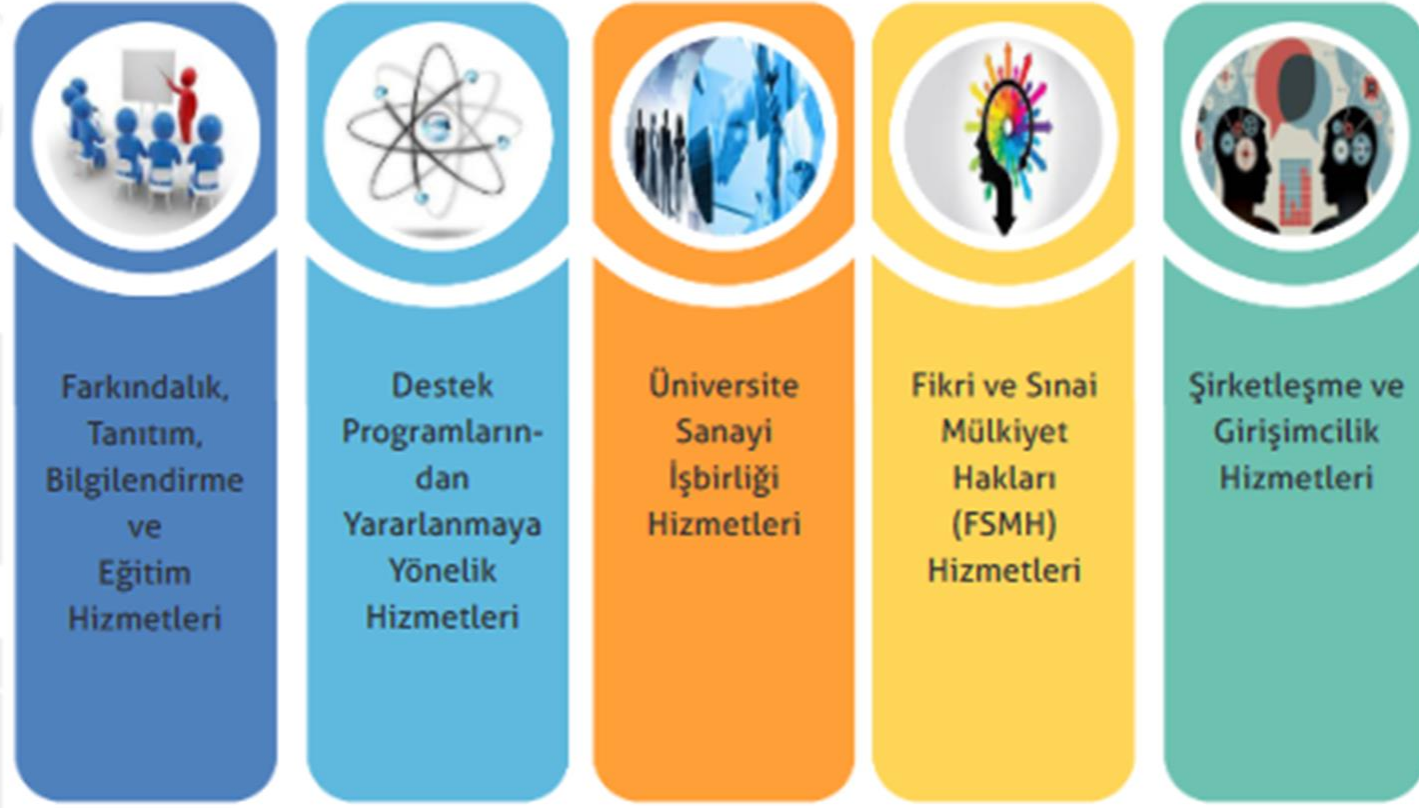 Farkındalık,
Tanıtım,
Bilgilendirme
ve
Eğitim
Hizmetleri
Destek
Programların-
dan
Yararlanmaya
Yönelik
Hizmetleri
Üniversite
Sanayi
İşbirliği
Hizmetleri
Fikri ve Sınai
Mülkiyet
Hakları
(FSMH)
Hizmetleri
Şirketleşme ve
Girişimcilik
Hizmetleri